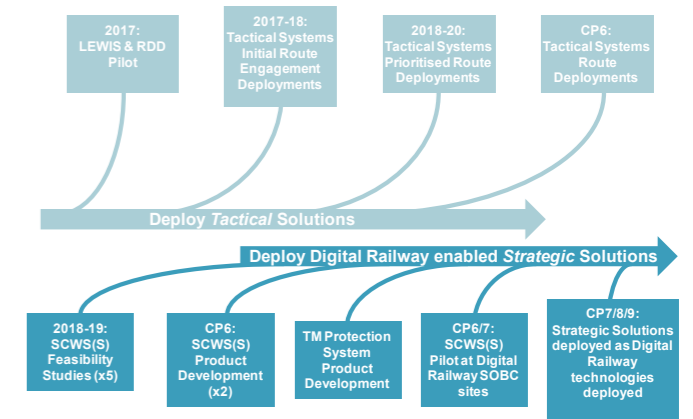 2017:
LEWIS & RDD
Pilot
2017-18:
Tactical Systems
Initial Route
Engagement
Deployments
2018-20:
Tactical Systems
Prioritised Route
Deployments
CP6:
Tactical Systems
Route
Deployments
Deploy Tactical Solutions
Deploy Digital Railway enabled Strategic Solutions
2018-19:
SCWS(S)
Feasibility
Studies (x5)
CP6:
SCWS(S)
Product
Development
(x2)
TM Protection
System
Product
Development
CP6/7:
SCWS(S)
Pilot at Digital
Railway SOBC
sites
CP7/8/9:
Strategic Solutions
deployed as Digital
Railway
technologies
deployed